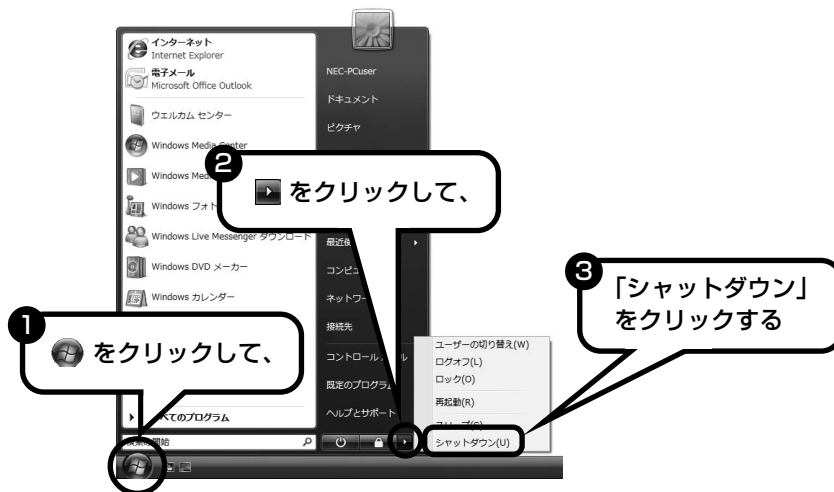 インターネット
Internet Explorer
電子メール
Microsoft Office Outlook
ウェルカム センター
Windows Media Center
Windows
Windows フォト
Windows Live Messenger ダウンロード
Windows DVD メーカー
Windows カレンダー
べてのプログラム
開始
NEC-PCuser
ドキュメント
ピクチャ
最近
コンピュ
ネットワー
接続先
コントロール
既定のプログラ
ヘルプとサポート
ユーザーの切り替え(W)
ログオフ(L)
ロック(O)
再起動(R)
シャットダウン(U)
1
をクリックして、
2
をクリックして、
3
「シャットダウン」
をクリックする